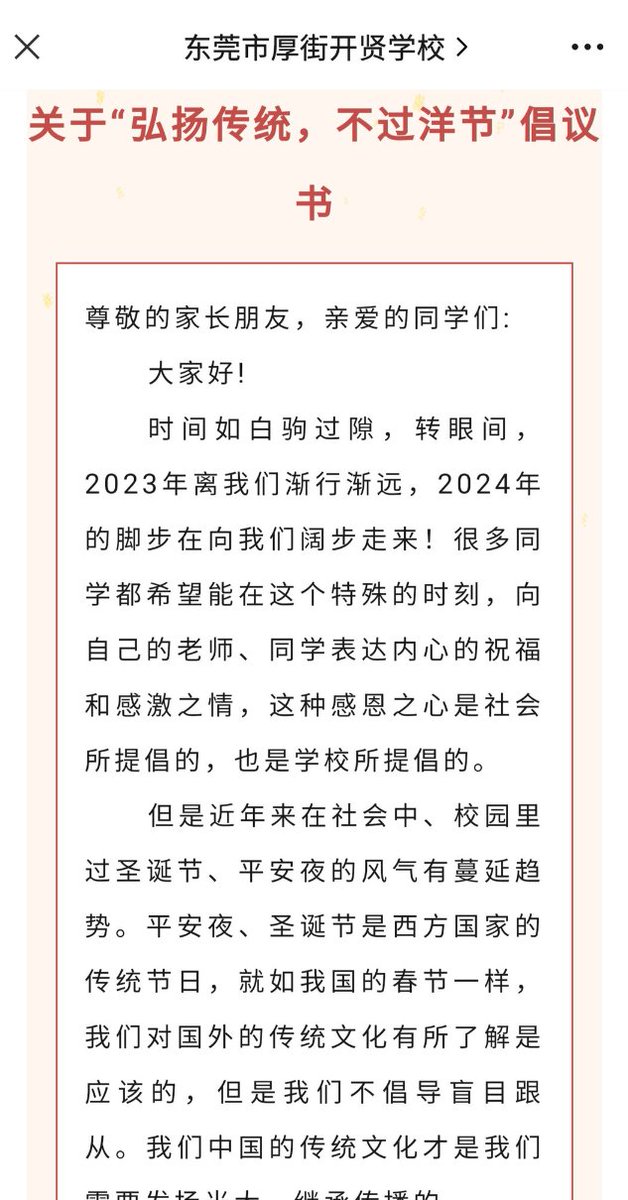 东莞市厚街开贤学校
关于“弘扬传统，不过洋节”倡议
书
尊敬的家长朋友，亲爱的同学们:
大家好!
时间如白驹过隙，转眼间，
2023年离我们渐行渐远，2024年
的脚步在向我们阔步走来！很多同
学都希望能在这个特殊的时刻，向
自己的老师、同学表达内心的祝福
和感激之情，这种感恩之心是社会
所提倡的，也是学校所提倡的。
但是近年来在社会中、校园里
过圣诞节、平安夜的风气有蔓延趋
势。平安夜、圣诞节是西方国家的
传统节日，就如我国的春节一样，
我们对国外的传统文化有所了解是
应该的，但是我们不倡导盲目跟
从。我们中国的传统文化才是我们
需要发扬光大、继承传播的